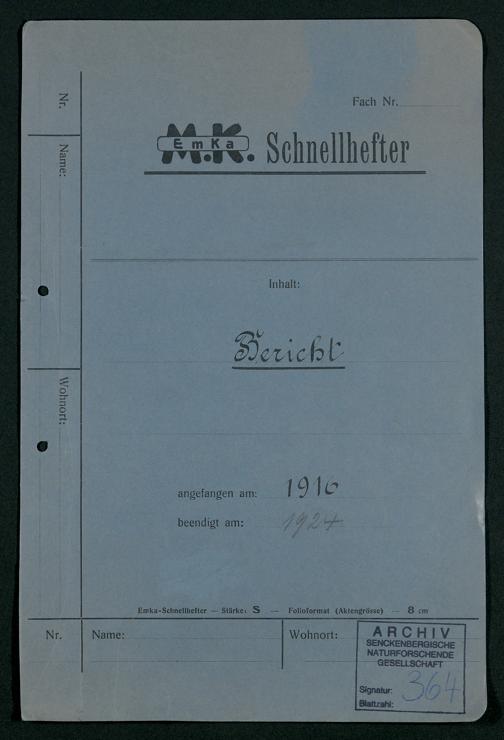 Fach Nr.
M.K. EmKa Schnellhefter
Inhalt:
Bericht
angefangen am: 1916
beendigt am: 1924
Emka-Schnellhefter — Stärke: S — Folioformat (Aktengrösse) — 8 cm
Nr. Name: Wohnort:
Nr.
Name:
Wohnort:
ARCHIV
SENCKENBERGISCHE
NATURFORSCHENDE
GESELLSCHAFT
Signatur: 364
Blattzahl: